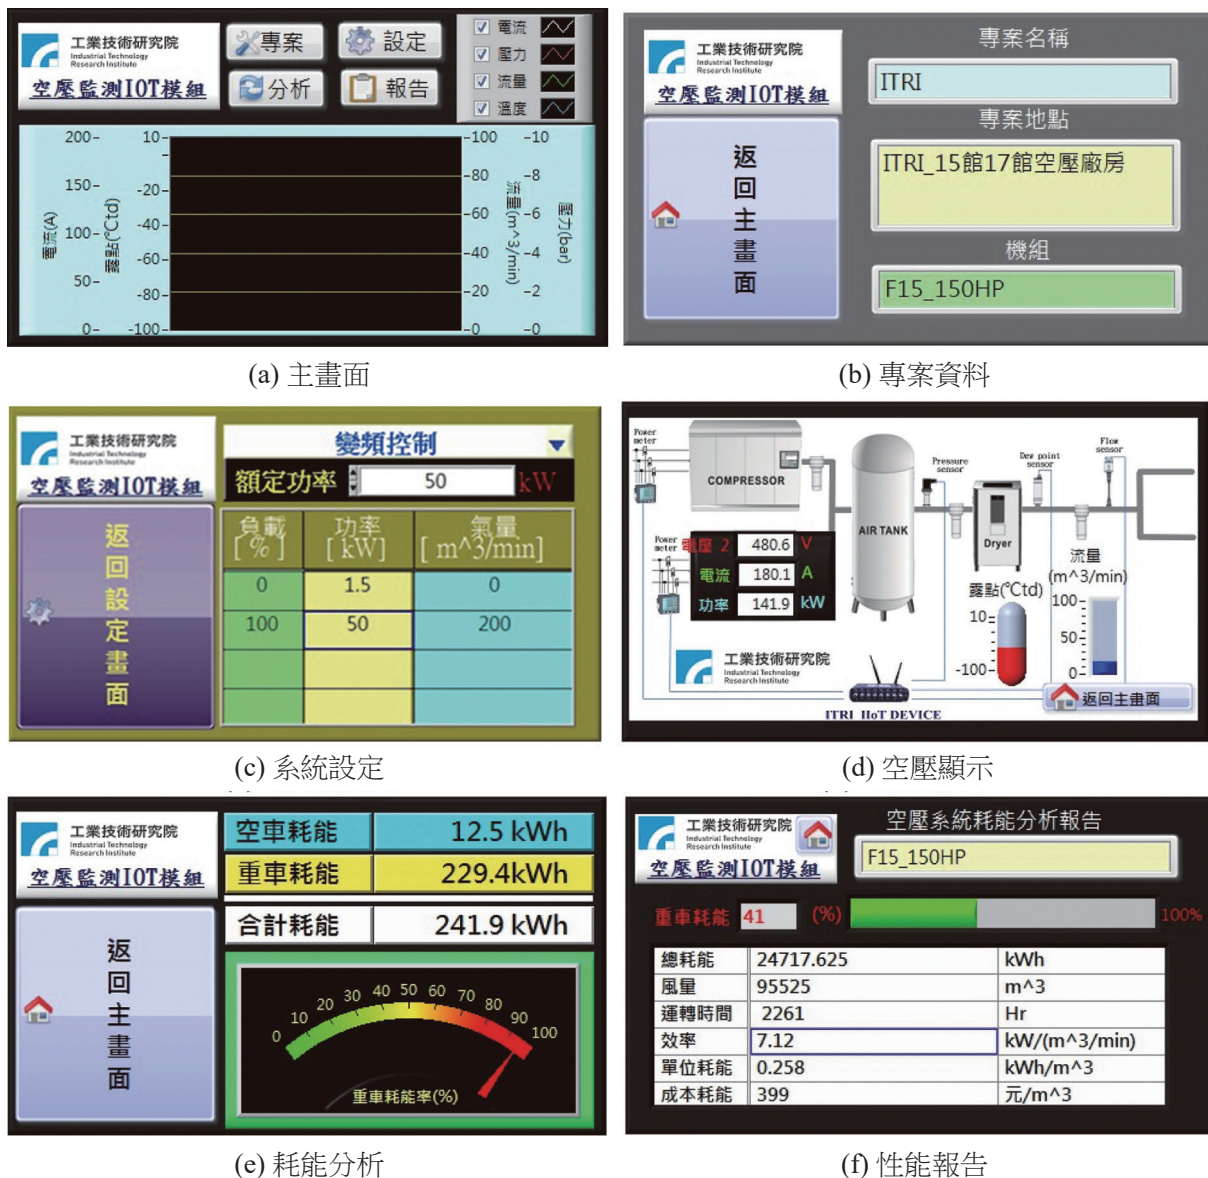 工業技術研究院
Industrial Technology
Research Institute
空壓監測IOT模組
專案
設定
分析
報告
電流
壓力
流量
溫度
200
150
100
50
0
電流(A)
10
-20
-40
-60
-80
-100
露點(℃td)
100
80
60
40
20
0
流量(m^3/min)
10
8
6
4
2
0
壓力(bar)
(a) 主畫面
工業技術研究院
Industrial Technology
Research Institute
空壓監測IOT模組
返回主畫面
專案名稱
ITRI
專案地點
ITRI_15館17館空壓廠房
機組
F15_150HP
(b) 專案資料
工業技術研究院
Industrial Technology
Research Institute
空壓監測IOT模組
返回設定畫面
變頻控制
額定功率 50 kW
負載[%] 功率[kW] 氣量[m^3/min]
0 1.5 0
100 50 200
(c) 系統設定
Power meter
COMPRESSOR
AIR TANK
Pressure sensor
Dew point sensor
Flow sensor
Dryer
Power meter
電壓 2 480.6 V
電流 180.1 A
功率 141.9 kW
露點(℃td)
10
-100
流量
(m^3/min)
100
50
0
工業技術研究院
Industrial Technology
Research Institute
ITRI IIoT DEVICE
返回主畫面
(d) 空壓顯示
工業技術研究院
Industrial Technology
Research Institute
空壓監測IOT模組
返回主畫面
空車耗能 12.5 kWh
重車耗能 229.4kWh
合計耗能 241.9 kWh
0 10 20 30 40 50 60 70 80 90 100
重車耗能率(%)
(e) 耗能分析
工業技術研究院
Industrial Technology
Research Institute
空壓監測IOT模組
空壓系統耗能分析報告
F15_150HP
重車耗能 41 (%) 100%
總耗能 24717.625 kWh
風量 95525 m^3
運轉時間 2261 Hr
效率 7.12 kW/(m^3/min)
單位耗能 0.258 kWh/m^3
成本耗能 399 元/m^3
(f) 性能報告